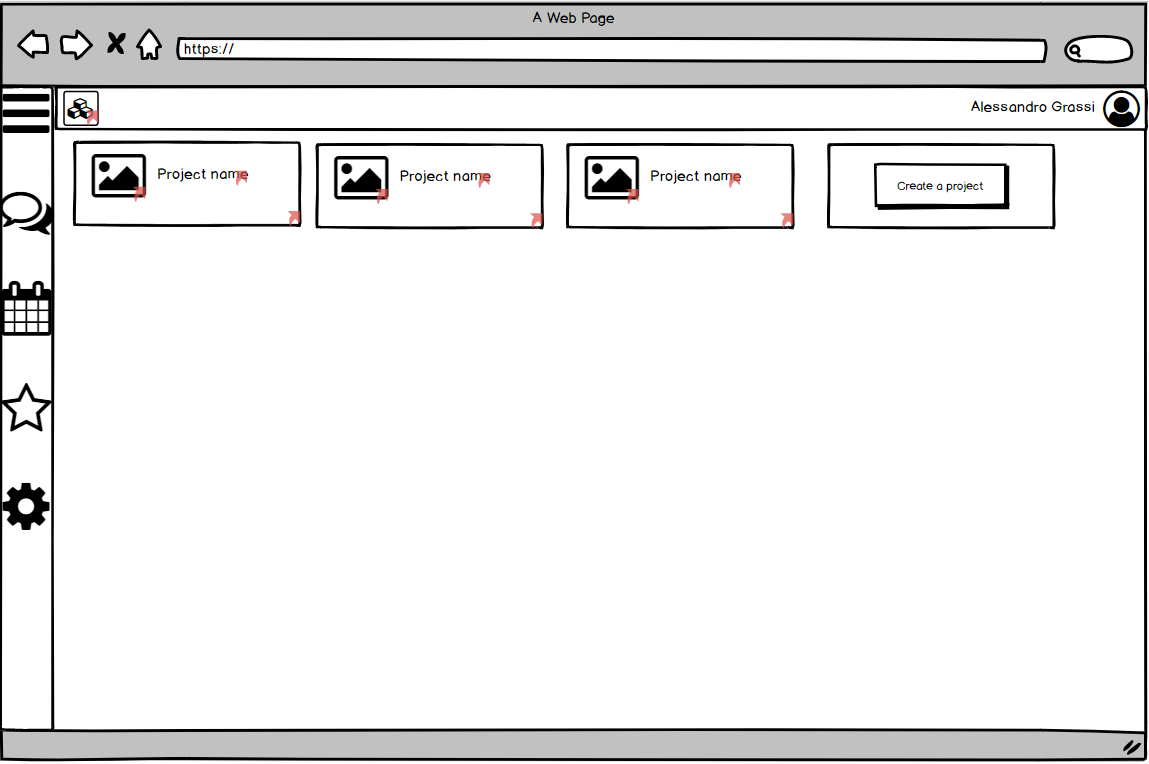 A Web Page
https://
Alessandro Grassi
Project name
Project name
Project name
Create a project